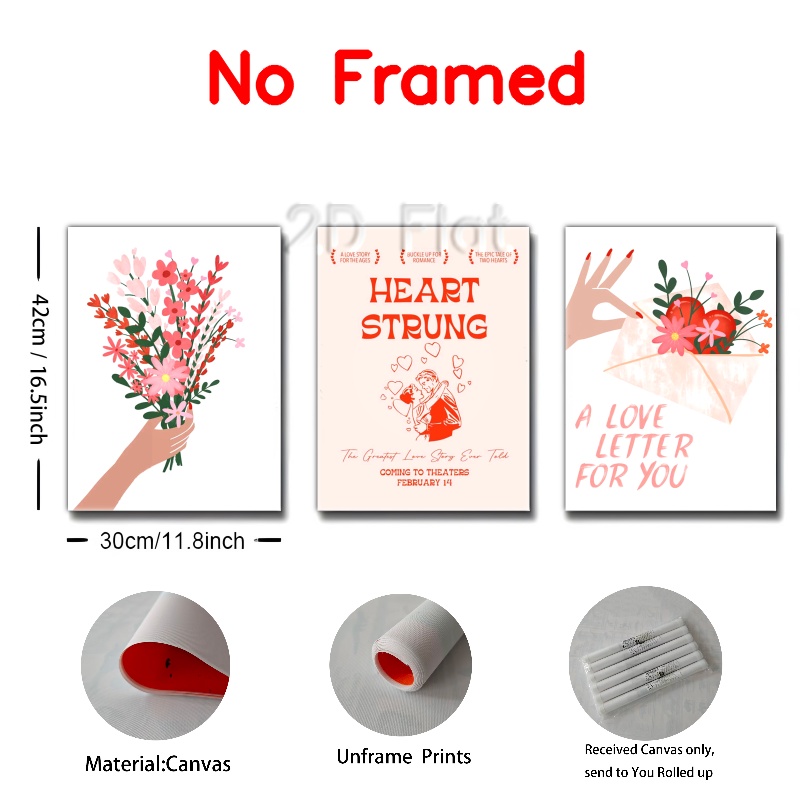 No Framed
2D Flat
A LOVE STORY
FOR THE AGES
BUCKLE UP FOR
ROMANCE
THE EPIC TALE OF
TWO HEARTS
HEART
STRUNG
The Greatest Love Story Ever Told
COMING TO THEATERS
FEBRUARY 14
A LOVE
LETTER
FOR YOU
42cm / 16.5inch
30cm/11.8inch
Material:Canvas
Unframe Prints
Received Canvas only,
send to You Rolled up